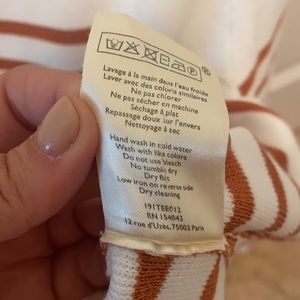 Lavage à la main dans l'eau froide
Laver avec des coloris similaires
Ne pas chlorer
Ne pas sécher en machine
Séchage à plat
Repassage doux sur l'envers
Nettoyage à sec
Hand wash in cold water
Wash with like colors
Do not use bleach
No tumble dry
Dry flat
Low iron on reverse side
Dry cleaning
191TEE012
RN 154043
12 rue d'Uzès, 75002 Paris